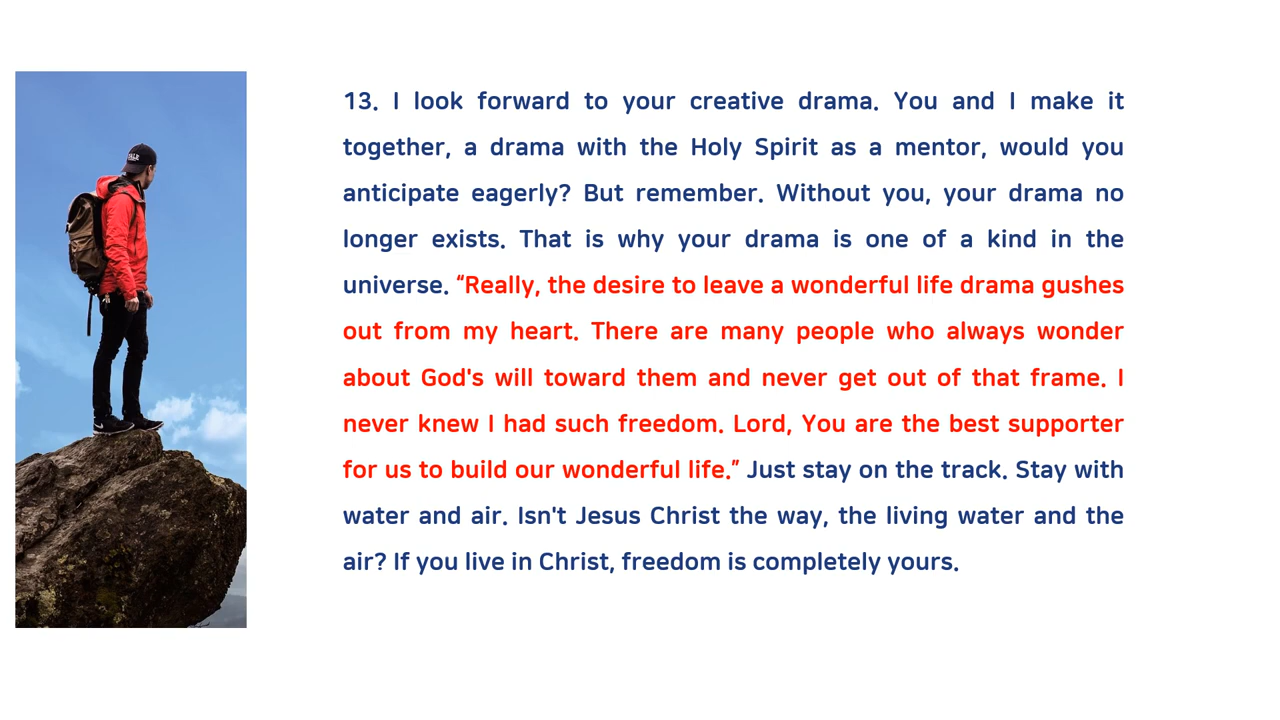 13. I look forward to your creative drama. You and I make it
together, a drama with the Holy Spirit as a mentor, would you
anticipate eagerly? But remember. Without you, your drama no
longer exists. That is why your drama is one of a kind in the
universe. “Really, the desire to leave a wonderful life drama gushes
out from my heart. There are many people who always wonder
about God's will toward them and never get out of that frame. I
never knew I had such freedom. Lord, You are the best supporter
for us to build our wonderful life.” Just stay on the track. Stay with
water and air. Isn't Jesus Christ the way, the living water and the
air? If you live in Christ, freedom is completely yours.